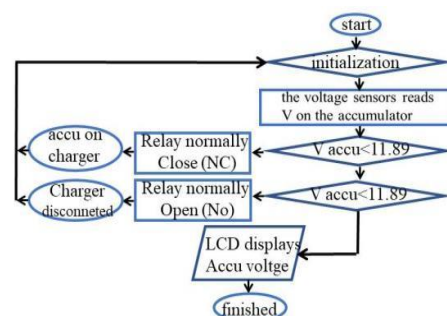 start
initialization
the voltage sensors reads
V on the accumulator
accu on
charger
Relay normally
Close (NC)
V accu<11.89
Charger
disconneted
Relay normally
Open (No)
V accu<11.89
LCD displays
Accu voltge
finished